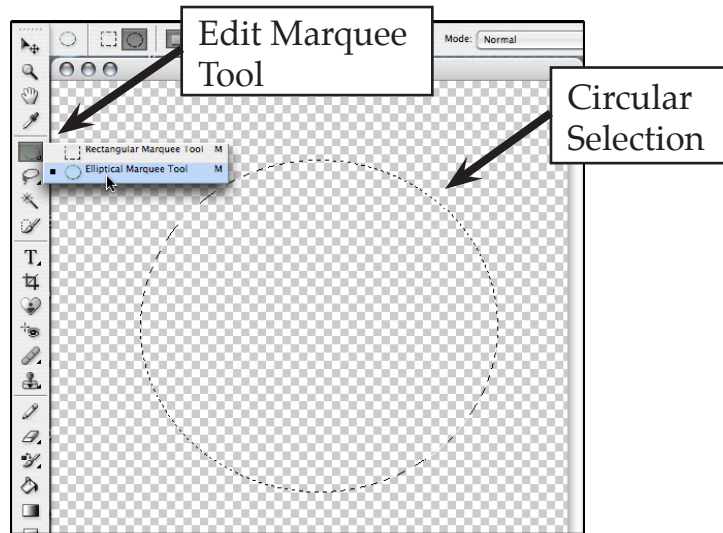 Edit Marquee
Tool
Mode: Normal
Circular
Selection
Rectangular Marquee Tool M
Elliptical Marquee Tool M
T